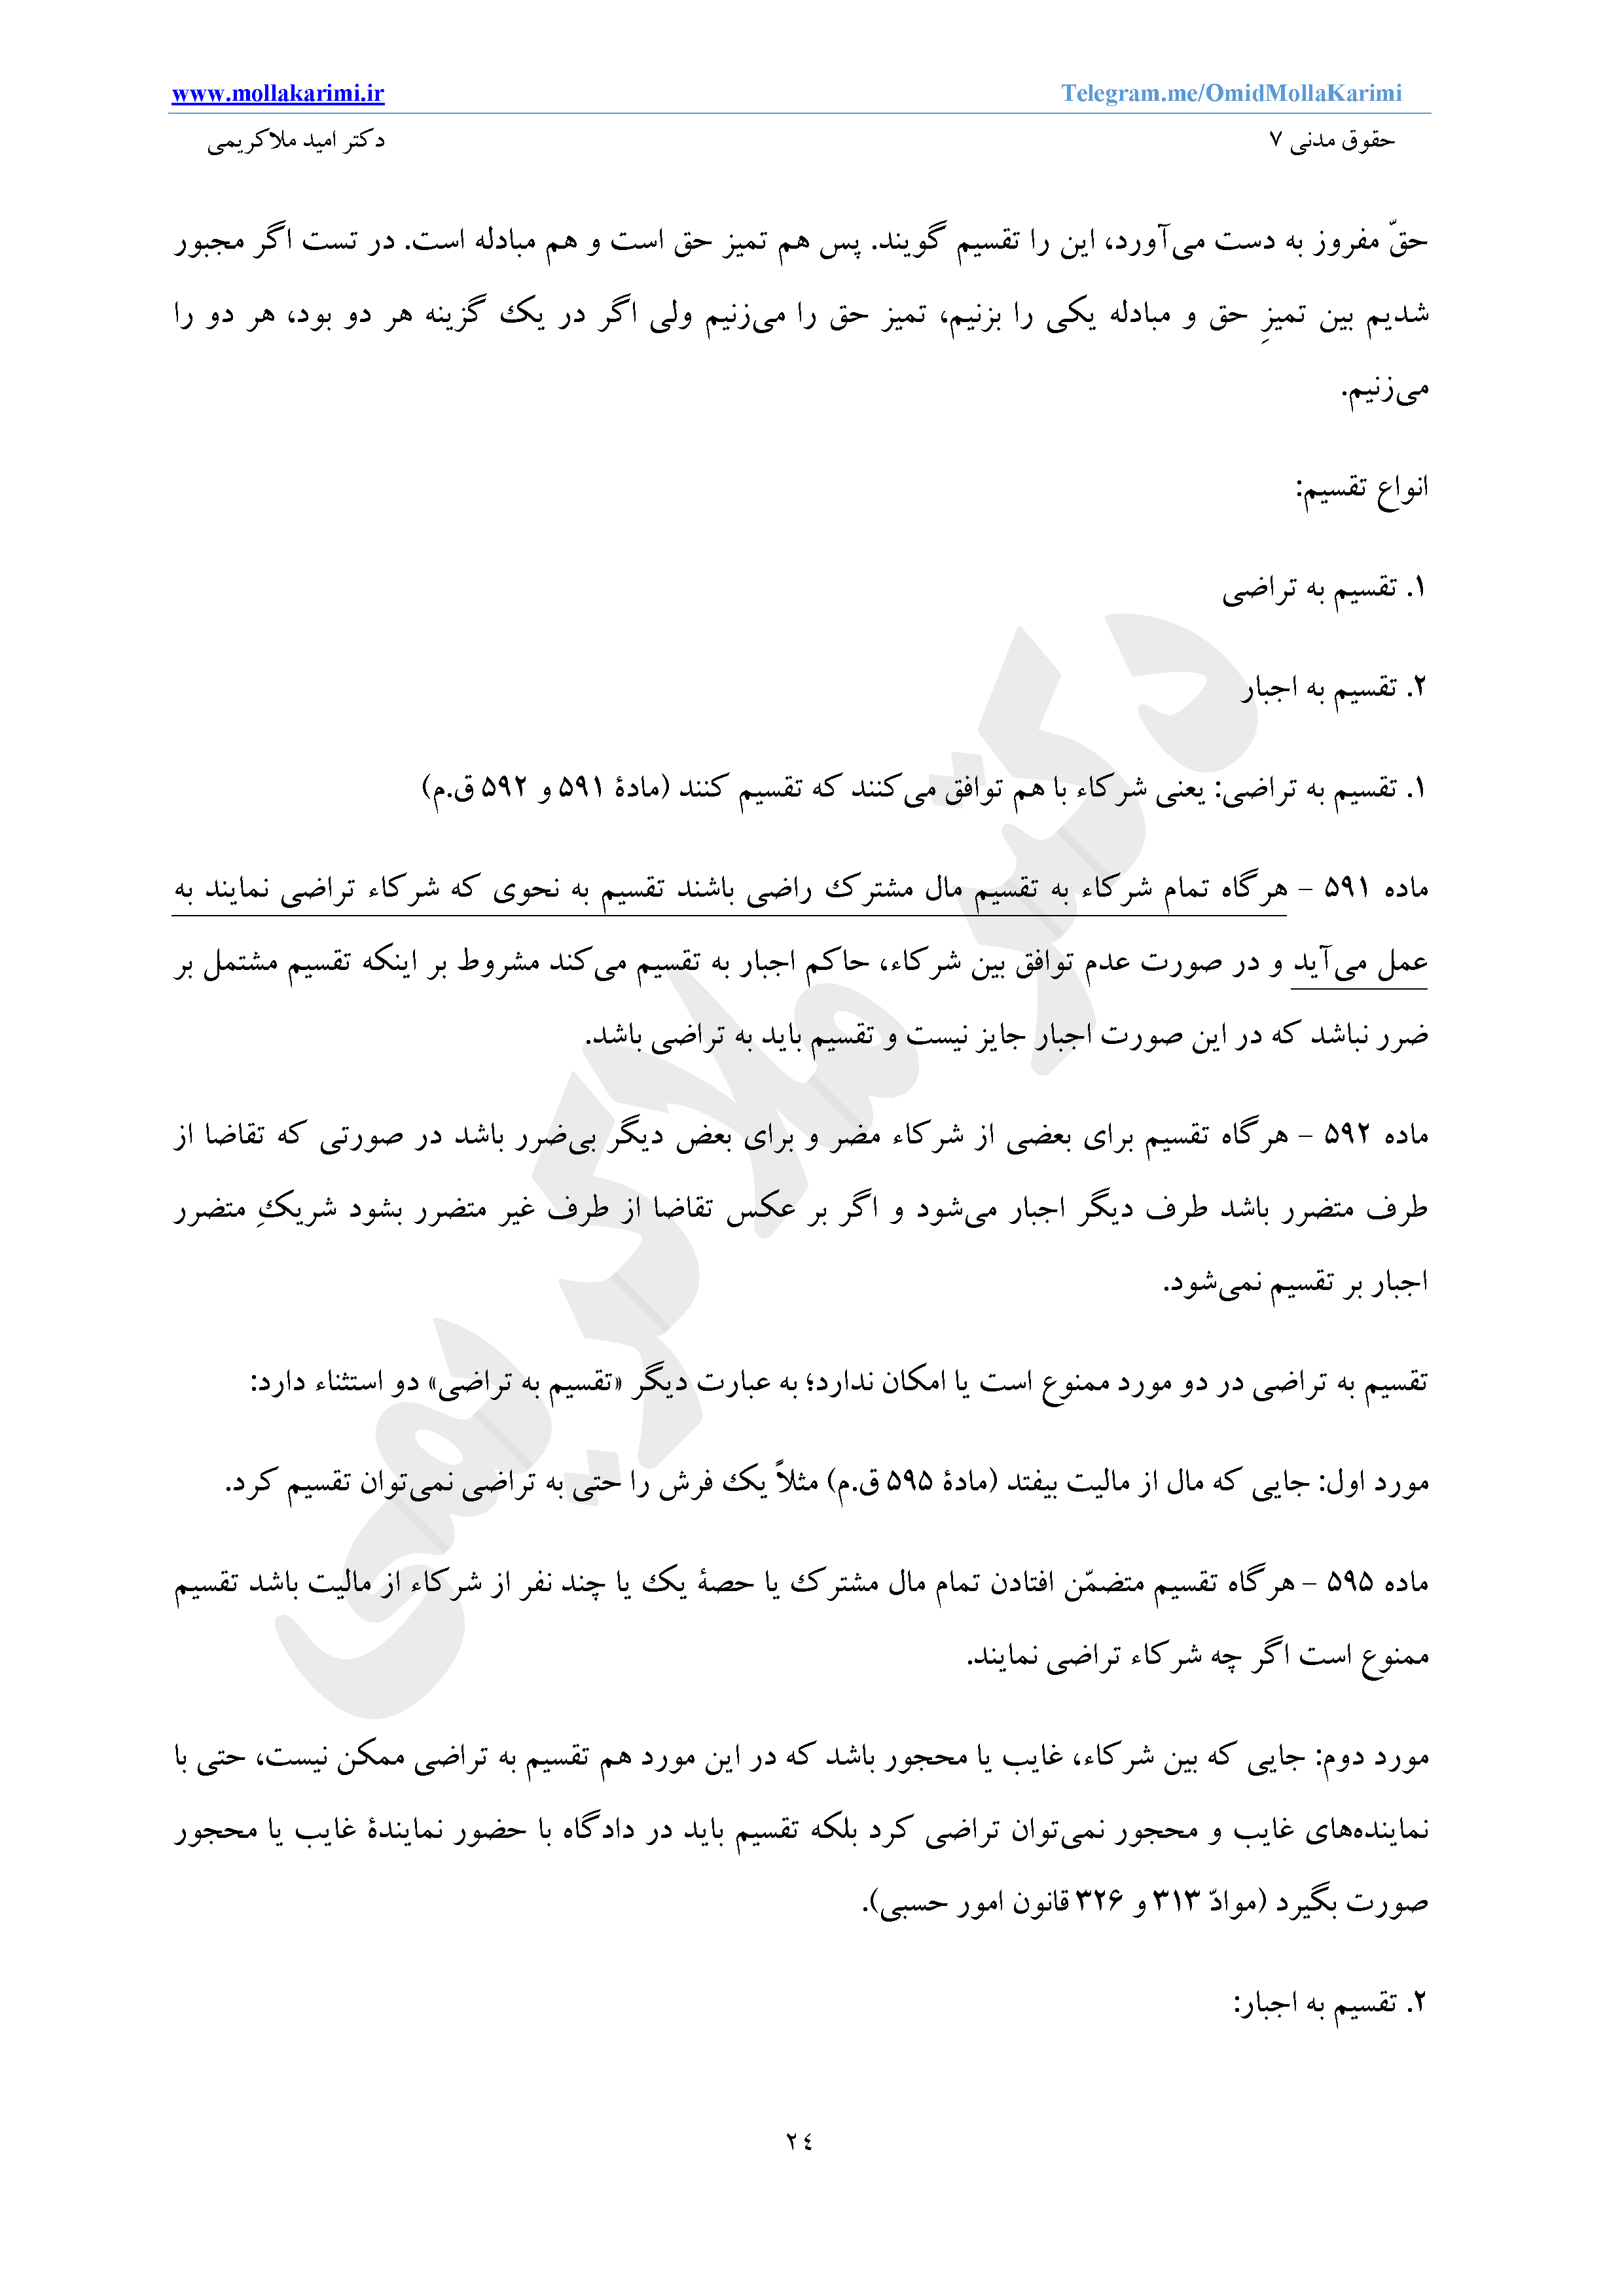 www.mollakarimi.ir Telegram.me/OmidMollaKarimi
حقوق مدنی ۷ دکتر امید ملاکریمی
حقّ مفروز به دست می‌آورد، این را تقسیم گویند. پس هم تمیز حق است و هم مبادله است. در تست اگر مجبور
شدیم بین تمیزِ حق و مبادله یکی را بزنیم، تمیز حق را می‌زنیم ولی اگر در یک گزینه هر دو بود، هر دو را
می‌زنیم.
انواع تقسیم:
۱. تقسیم به تراضی
۲. تقسیم به اجبار
۱. تقسیم به تراضی: یعنی شرکاء با هم توافق می‌کنند که تقسیم کنند (مادۀ ۵۹۱ و ۵۹۲ ق.م)
ماده ۵۹۱ – هرگاه تمام شرکاء به تقسیم مال مشترک راضی باشند تقسیم به نحوی که شرکاء تراضی نمایند به
عمل می‌آید و در صورت عدم توافق بین شرکاء، حاکم اجبار به تقسیم می‌کند مشروط بر اینکه تقسیم مشتمل بر
ضرر نباشد که در این صورت اجبار جایز نیست و تقسیم باید به تراضی باشد.
ماده ۵۹۲ – هرگاه تقسیم برای بعضی از شرکاء مضر و برای بعض دیگر بی‌ضرر باشد در صورتی که تقاضا از
طرف متضرر باشد طرف دیگر اجبار می‌شود و اگر بر عکس تقاضا از طرف غیر متضرر بشود شریکِ متضرر
اجبار بر تقسیم نمی‌شود.
تقسیم به تراضی در دو مورد ممنوع است یا امکان ندارد؛ به عبارت دیگر «تقسیم به تراضی» دو استثناء دارد:
مورد اول: جایی که مال از مالیت بیفتد (مادۀ ۵۹۵ ق.م) مثلاً یک فرش را حتی به تراضی نمی‌توان تقسیم کرد.
ماده ۵۹۵ – هرگاه تقسیم متضمّن افتادن تمام مال مشترک یا حصۀ یک یا چند نفر از شرکاء از مالیت باشد تقسیم
ممنوع است اگر چه شرکاء تراضی نمایند.
مورد دوم: جایی که بین شرکاء، غایب یا محجور باشد که در این مورد هم تقسیم به تراضی ممکن نیست، حتی با
نماینده‌های غایب و محجور نمی‌توان تراضی کرد بلکه تقسیم باید در دادگاه با حضور نمایندۀ غایب یا محجور
صورت بگیرد (موادّ ۳۱۳ و ۳۲۶ قانون امور حسبی).
۲. تقسیم به اجبار:
٢٤
دکتر ملاکریمی